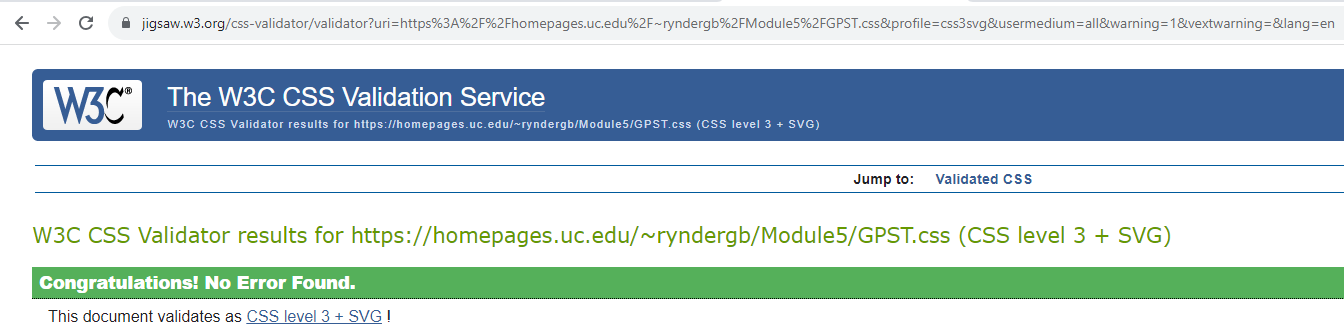 jigsaw.w3.org/css-validator/validator?uri=https%3A%2F%2Fhomepages.uc.edu%2F~ryndergb%2FModule5%2FGPST.css&profile=css3svg&usermedium=all&warning=1&vextwarning=&lang=en
W3C®
The W3C CSS Validation Service
W3C CSS Validator results for https://homepages.uc.edu/~ryndergb/Module5/GPST.css (CSS level 3 + SVG)
Jump to: Validated CSS
W3C CSS Validator results for https://homepages.uc.edu/~ryndergb/Module5/GPST.css (CSS level 3 + SVG)
Congratulations! No Error Found.
This document validates as CSS level 3 + SVG !